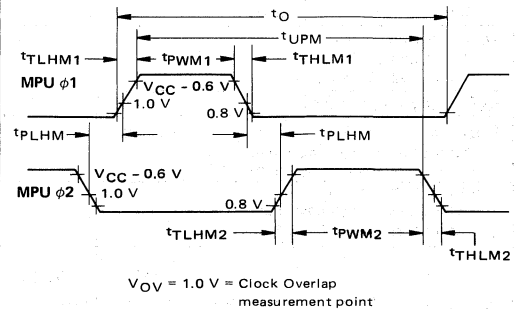 tO
tUPM
tTLHM1
tPWM1
tTHLM1
MPU ϕ1
VCC - 0.6 V
1.0 V
0.8 V
tPLHM
tPLHM
VCC - 0.6 V
MPU ϕ2
1.0 V
0.8 V
tTLHM2
tPWM2
tTHLM2
VOV = 1.0 V = Clock Overlap
measurement point